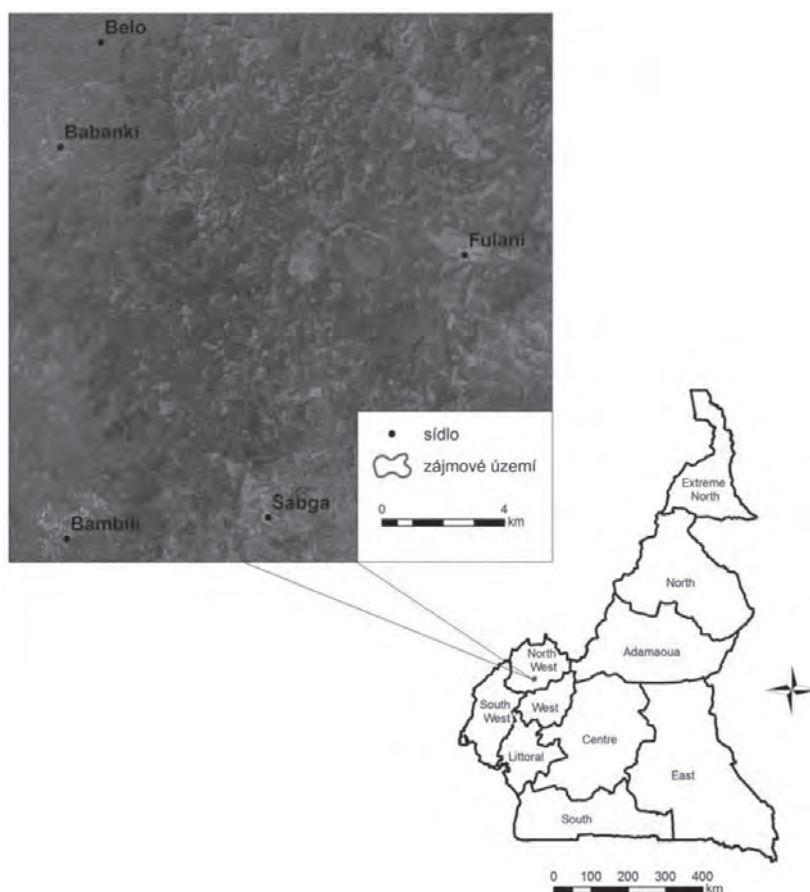 Belo
Babanki
Fulani
Sabga
Bambili
sídlo
zájmové území
0 4
km
Extreme
North
North
Adamaoua
North
West
South
West
West
Littoral
Centre
East
South
0 100 200 300 400
km